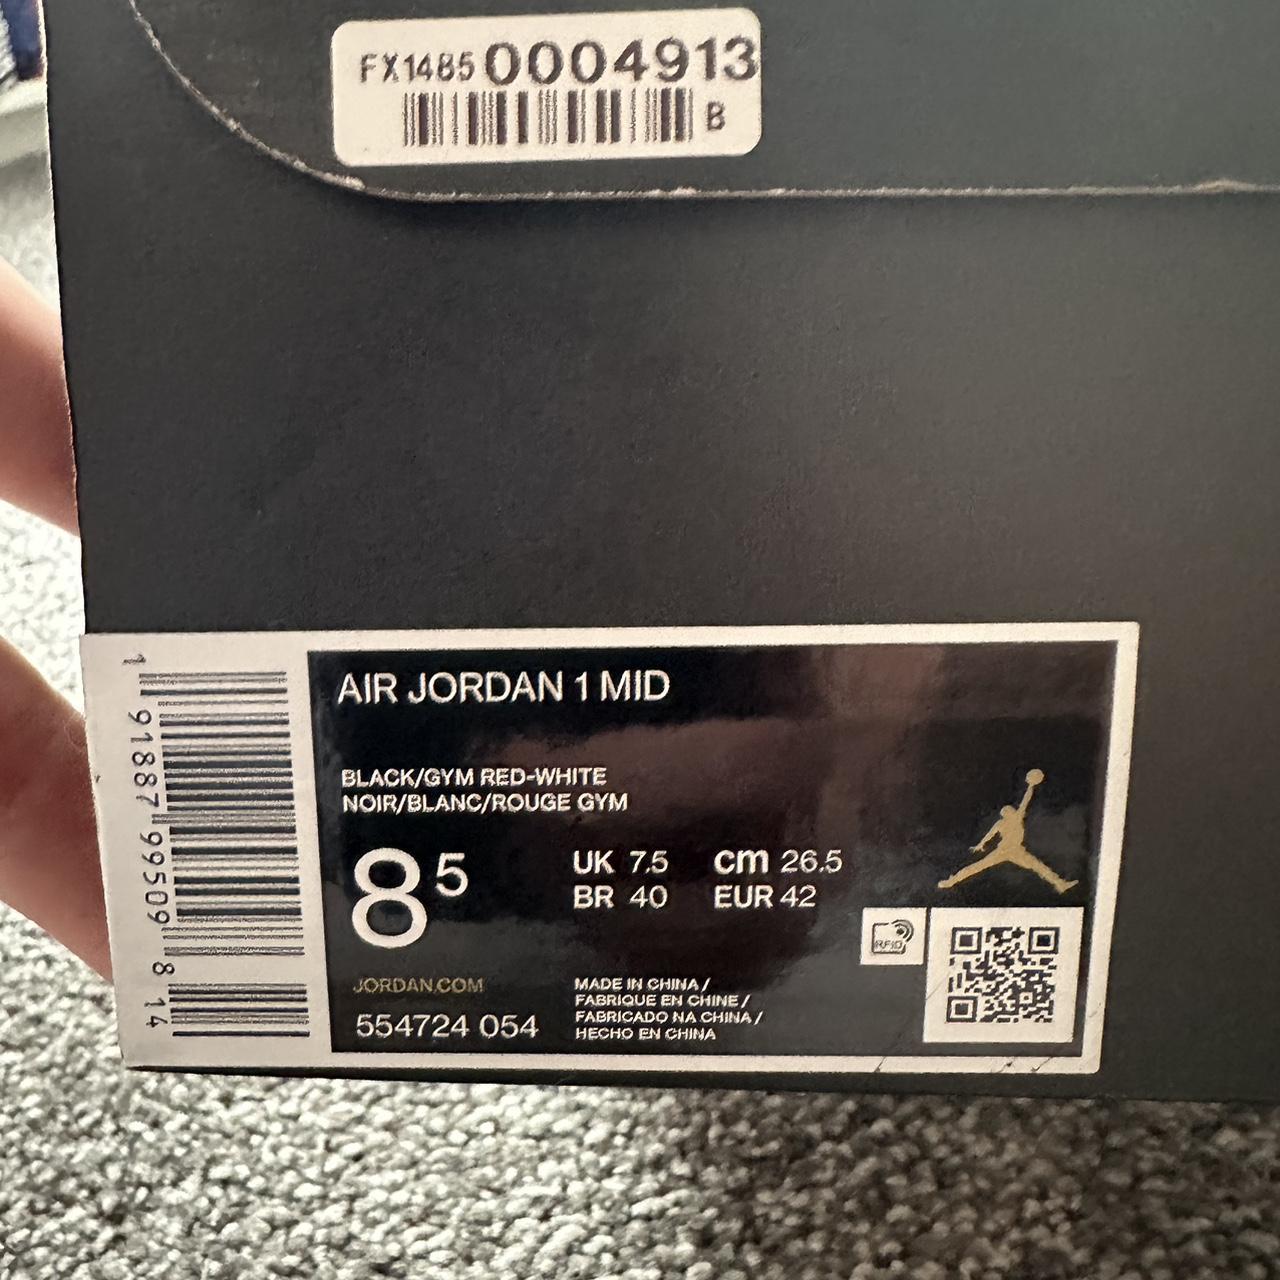 FX1485 0004913
B
AIR JORDAN 1 MID
BLACK/GYM RED-WHITE
NOIR/BLANC/ROUGE GYM
8 5
UK 7.5 cm 26.5
BR 40 EUR 42
RFID
JORDAN.COM
554724 054
MADE IN CHINA /
FABRIQUE EN CHINE /
FABRICADO NA CHINA /
HECHO EN CHINA
1 91887 99509 8 14